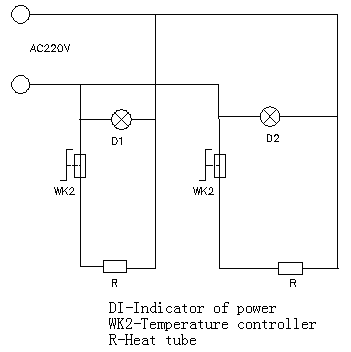 AC220V
D1
D2
WK2
WK2
R
R
DI-Indicator of power
WK2-Temperature controller
R-Heat tube